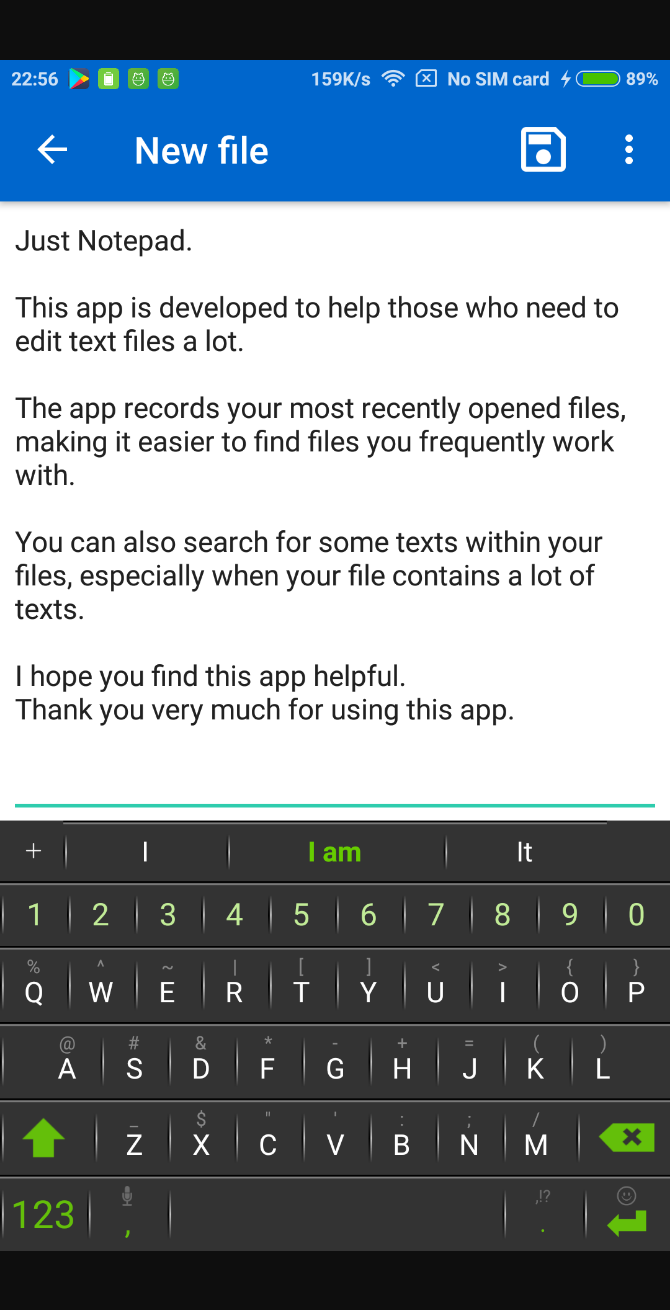 22:56 159K/s No SIM card 89%
New file
Just Notepad.
This app is developed to help those who need to
edit text files a lot.
The app records your most recently opened files,
making it easier to find files you frequently work
with.
You can also search for some texts within your
files, especially when your file contains a lot of
texts.
I hope you find this app helpful.
Thank you very much for using this app.
+ I I am It
1 2 3 4 5 6 7 8 9 0
% ^ ~ | [ ] < > { }
Q W E R T Y U I O P
@ # & * - + = ( )
A S D F G H J K L
_ $ " ' : ; /
Z X C V B N M
,!?
123 , .